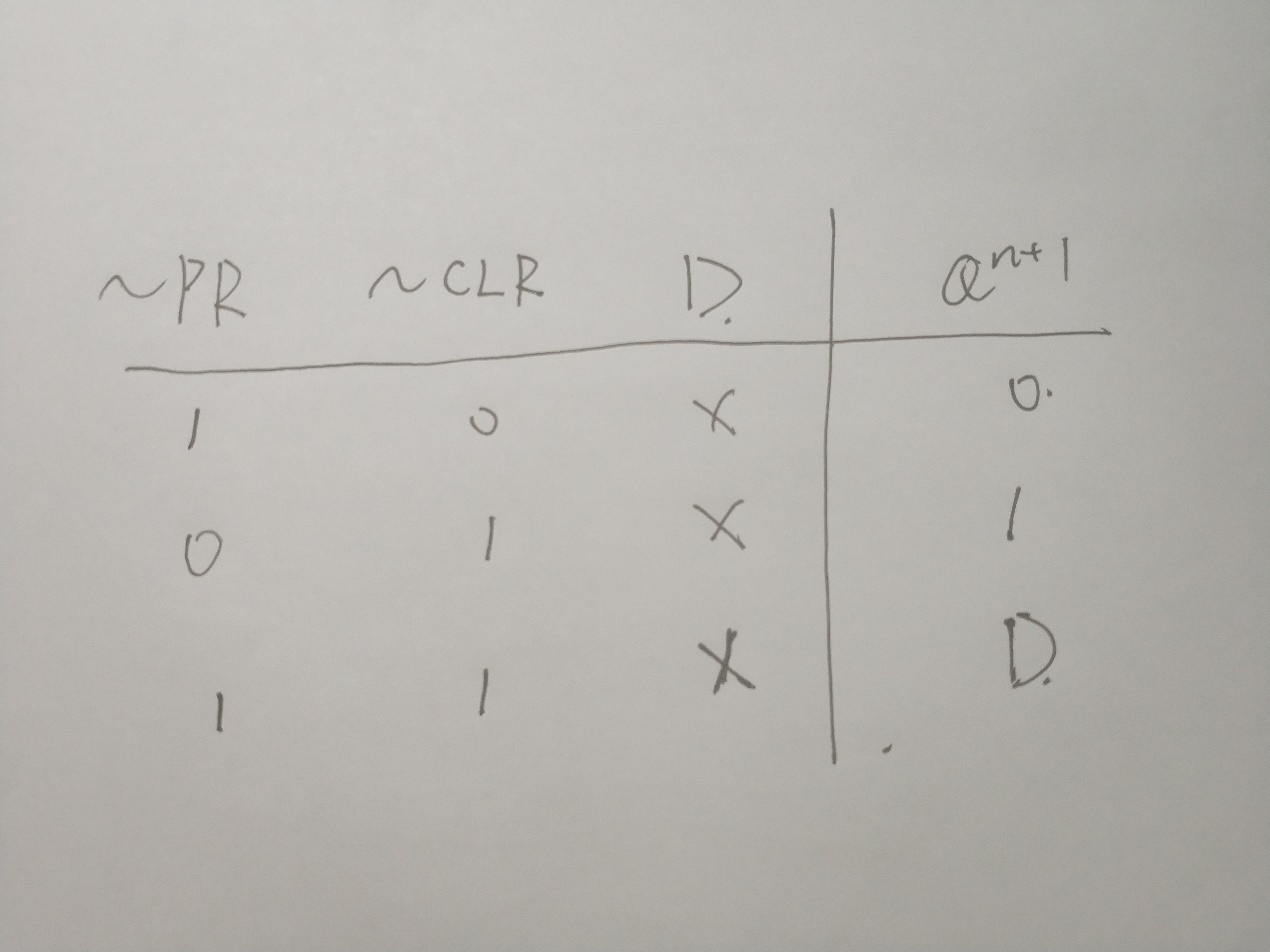 ~PR ~CLR D. Q^{n+1}
1 0 X 0.
0 1 X 1
1 1 X D.